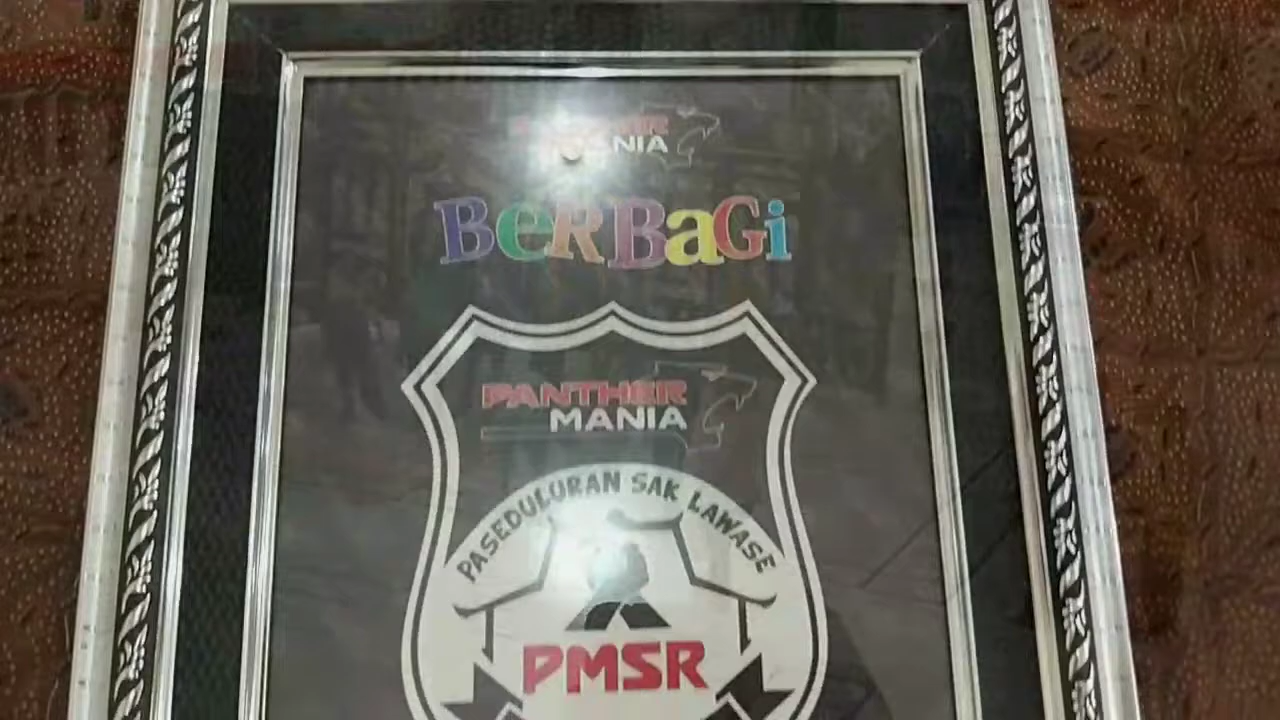 MANIA
BERBAGi
PANTHER
MANIA
PASEDULURAN SAK LAWASE
PMSR